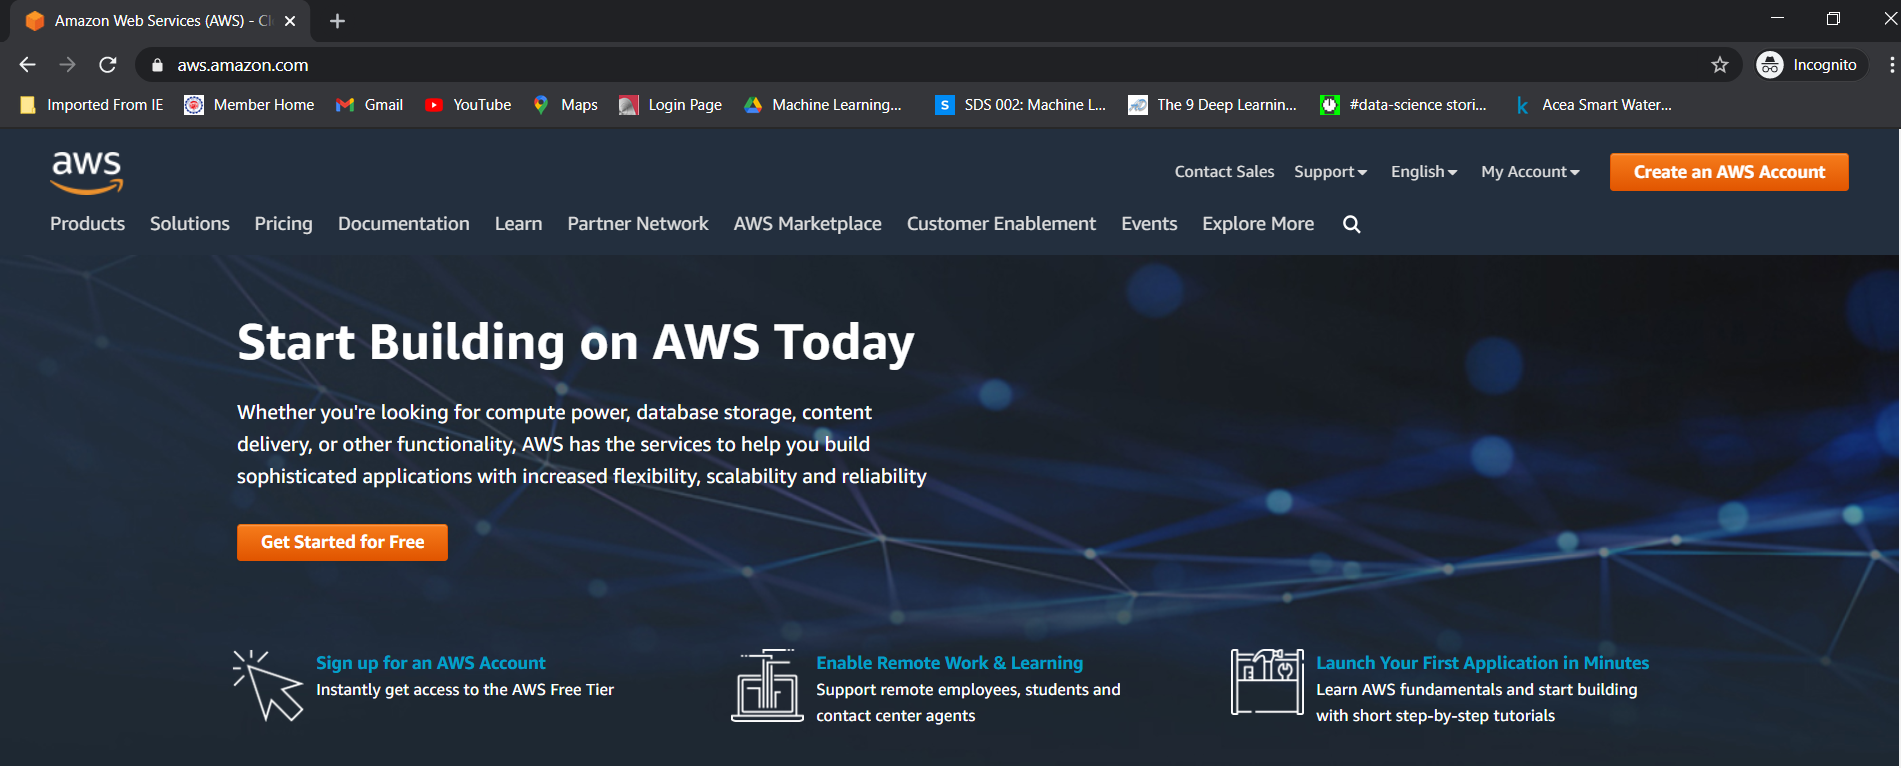 Amazon Web Services (AWS) - Cl
aws.amazon.com
Incognito
Imported From IE Member Home Gmail YouTube Maps Login Page Machine Learning... S SDS 002: Machine L... The 9 Deep Learnin... #data-science stori... k Acea Smart Water...
aws
Contact Sales Support English My Account Create an AWS Account
Products Solutions Pricing Documentation Learn Partner Network AWS Marketplace Customer Enablement Events Explore More
Start Building on AWS Today
Whether you're looking for compute power, database storage, content
delivery, or other functionality, AWS has the services to help you build
sophisticated applications with increased flexibility, scalability and reliability
Get Started for Free
Sign up for an AWS Account
Instantly get access to the AWS Free Tier
Enable Remote Work & Learning
Support remote employees, students and
contact center agents
Launch Your First Application in Minutes
Learn AWS fundamentals and start building
with short step-by-step tutorials